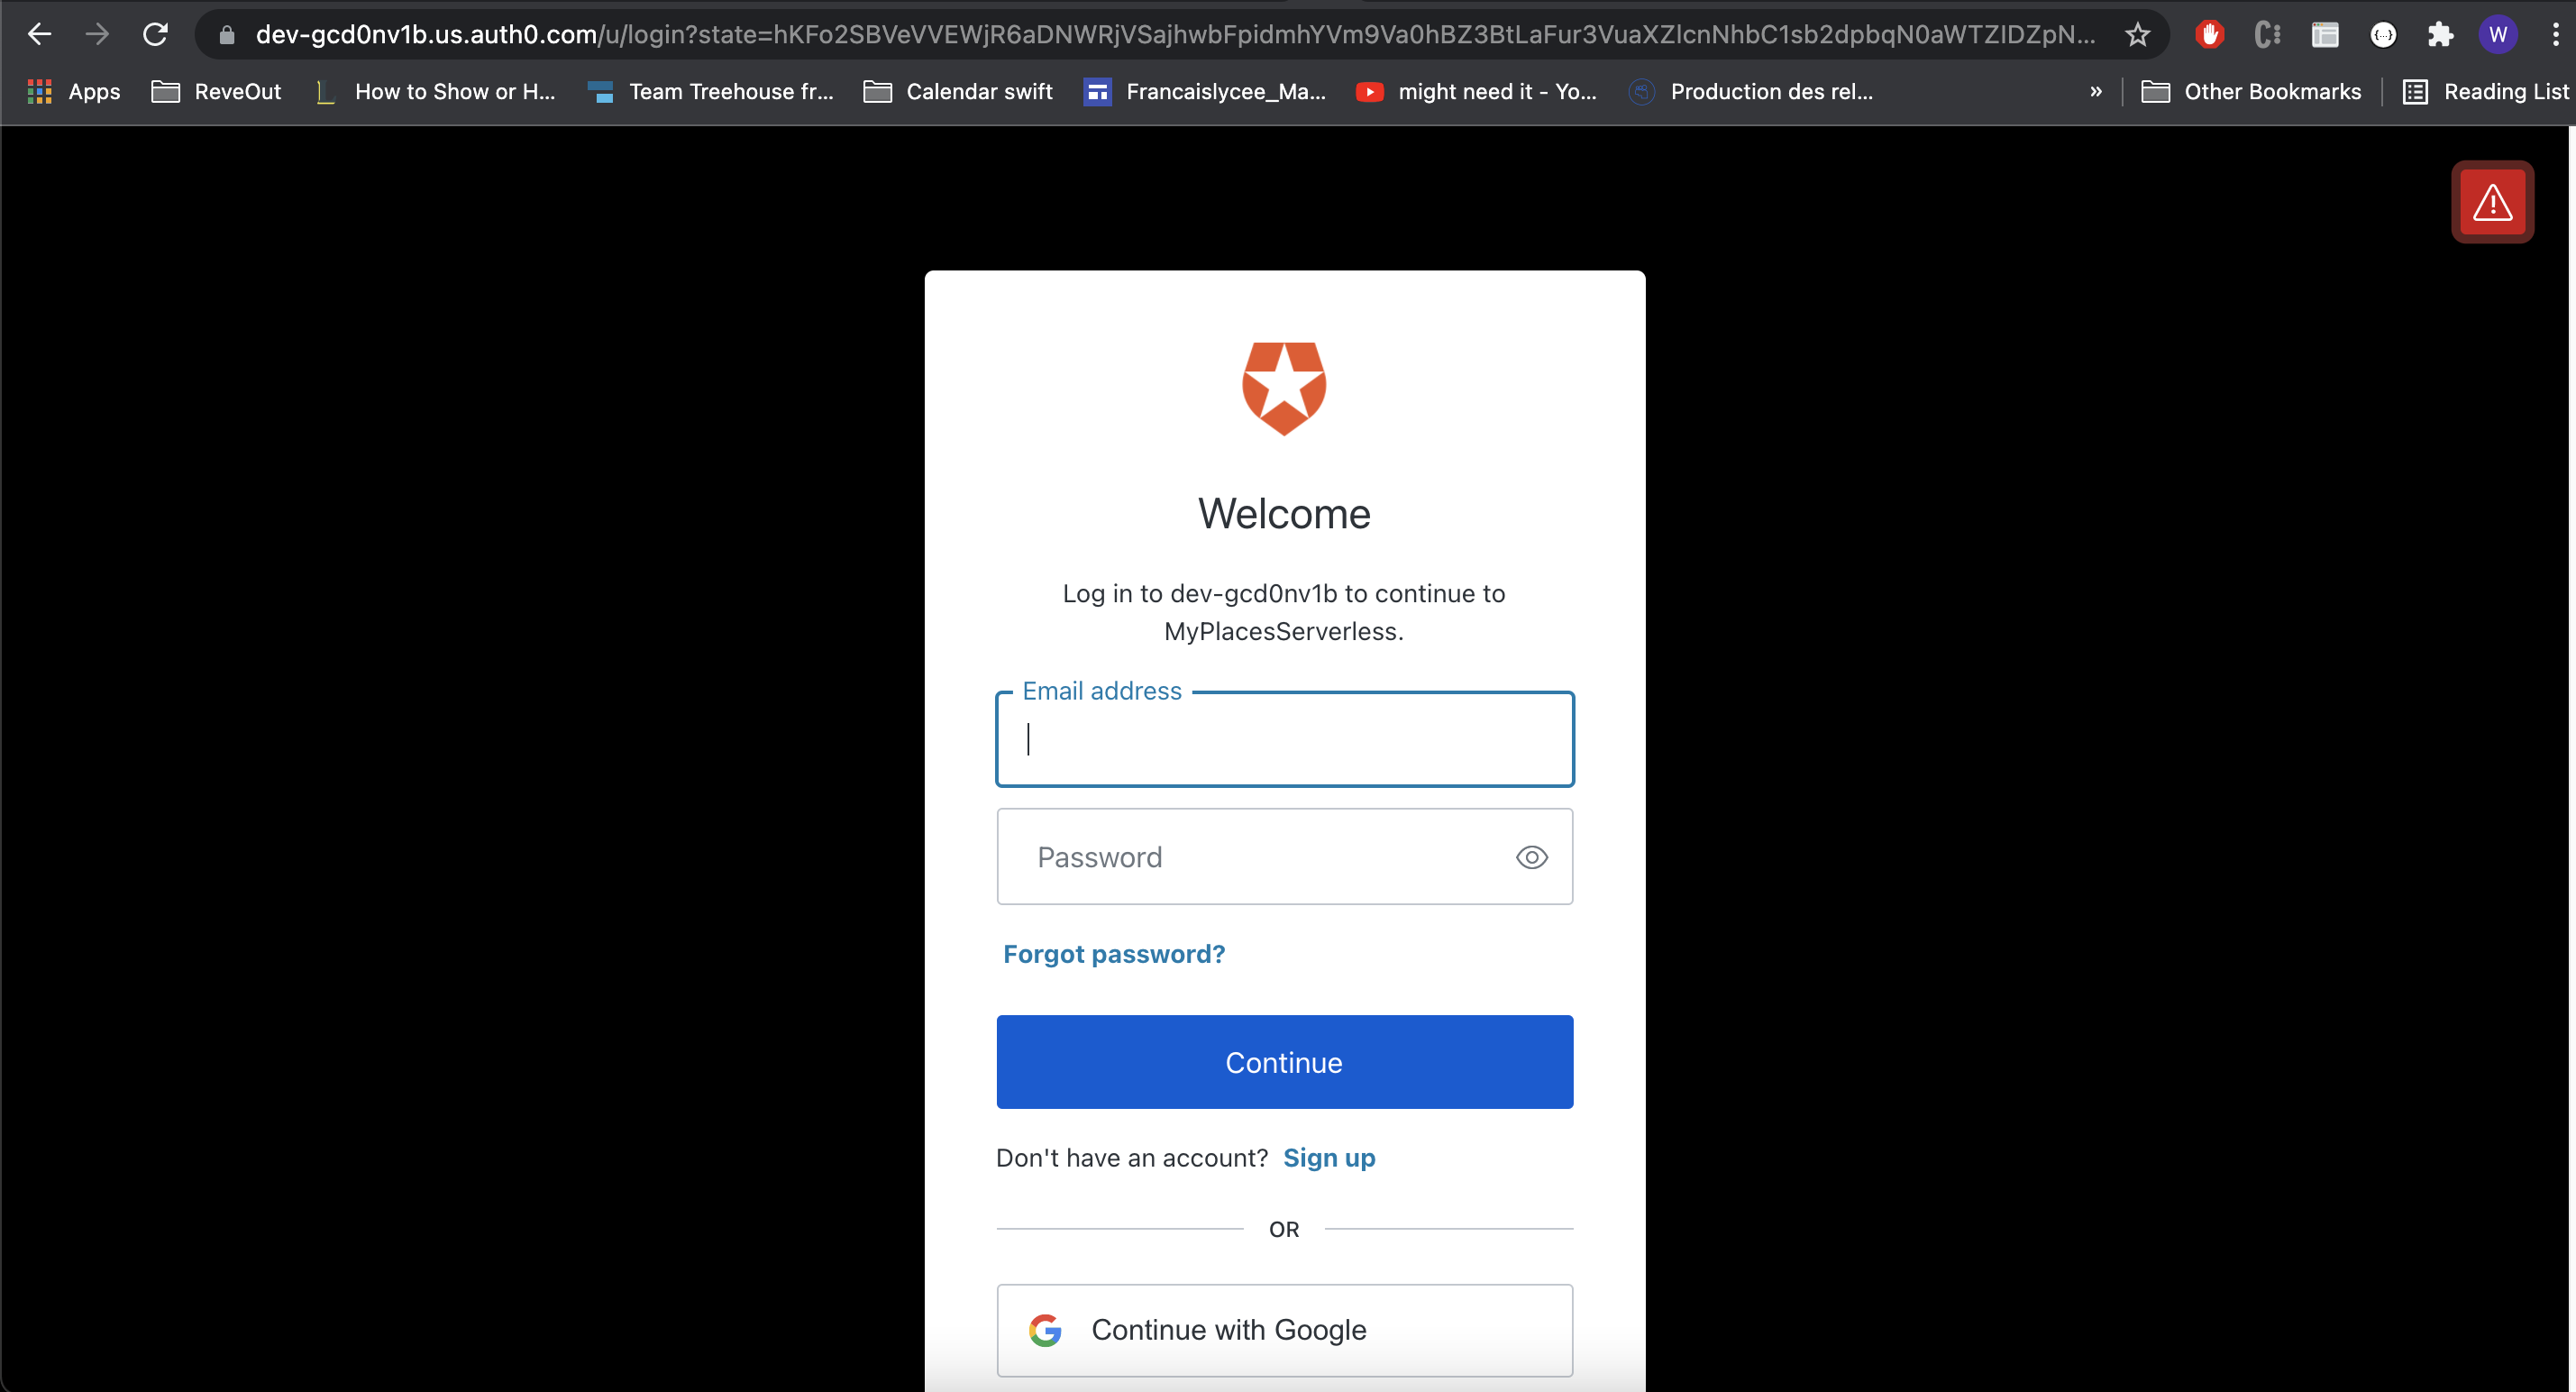 dev-gcd0nv1b.us.auth0.com/u/login?state=hKFo2SBVeVVEWjR6aDNWRjVSajhwbFpidmhYVm9Va0hBZ3BtLaFur3VuaXZlcnNhbC1sb2dpbqN0aWTZIDZpN...
W
Apps ReveOut How to Show or H... Team Treehouse fr... Calendar swift Francaislycee_Ma... might need it - Yo... Production des rel... » Other Bookmarks Reading List
Welcome
Log in to dev-gcd0nv1b to continue to
MyPlacesServerless.
Email address
Password
Forgot password?
Continue
Don't have an account? Sign up
OR
Continue with Google